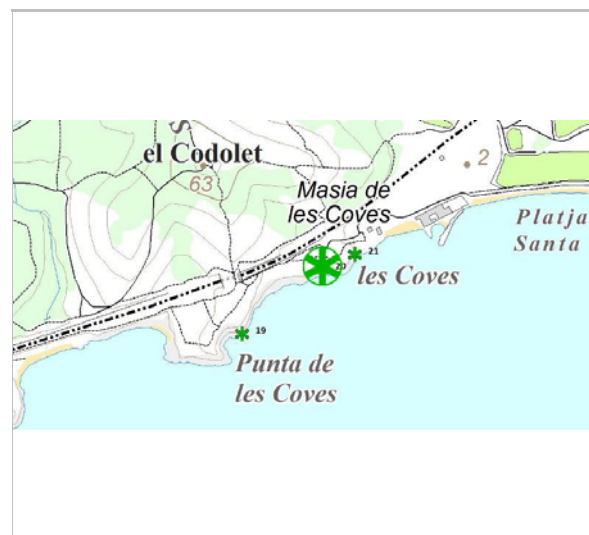 el Codolet
63
2
Masia de
les Coves
Platja
Santa
21
20
les Coves
19
Punta de
les Coves